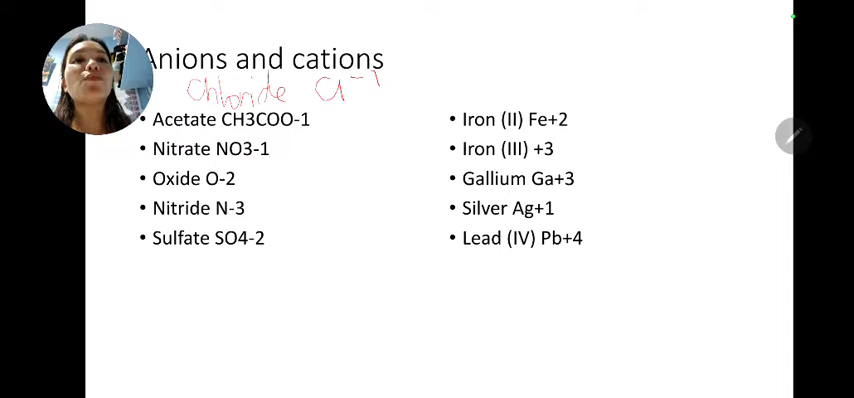 Anions and cations
Chloride Cl-1
• Acetate CH3COO-1
• Nitrate NO3-1
• Oxide O-2
• Nitride N-3
• Sulfate SO4-2
• Iron (II) Fe+2
• Iron (III) +3
• Gallium Ga+3
• Silver Ag+1
• Lead (IV) Pb+4